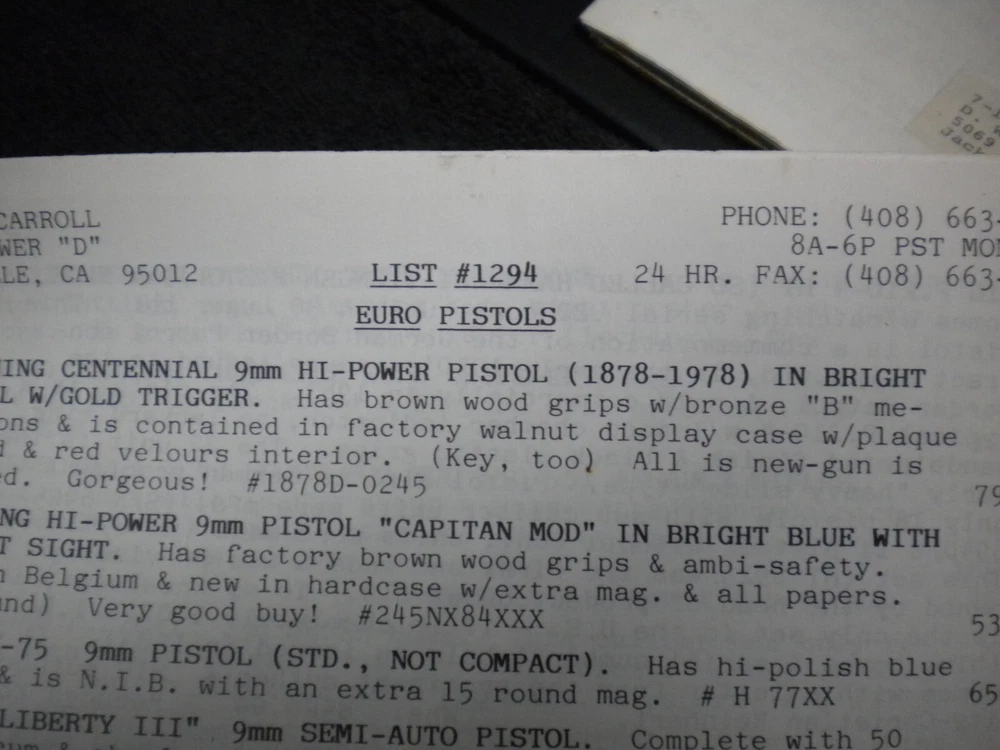 CARROLL PHONE: (408) 663-
WER "D" 8A-6P PST MON
LE, CA 95012 LIST #1294 24 HR. FAX: (408) 663-
EURO PISTOLS
ING CENTENNIAL 9mm HI-POWER PISTOL (1878-1978) IN BRIGHT
L W/GOLD TRIGGER. Has brown wood grips w/bronze "B" me-
ons & is contained in factory walnut display case w/plaque
d & red velours interior. (Key, too) All is new-gun is
ed. Gorgeous! #1878D-0245 79
NG HI-POWER 9mm PISTOL "CAPITAN MOD" IN BRIGHT BLUE WITH
T SIGHT. Has factory brown wood grips & ambi-safety.
n Belgium & new in hardcase w/extra mag. & all papers.
und) Very good buy! #245NX84XXX 53
-75 9mm PISTOL (STD., NOT COMPACT). Has hi-polish blue
& is N.I.B. with an extra 15 round mag. # H 77XX 65
LIBERTY III" 9mm SEMI-AUTO PISTOL. Complete with 50
7-
D.
5069
Jack